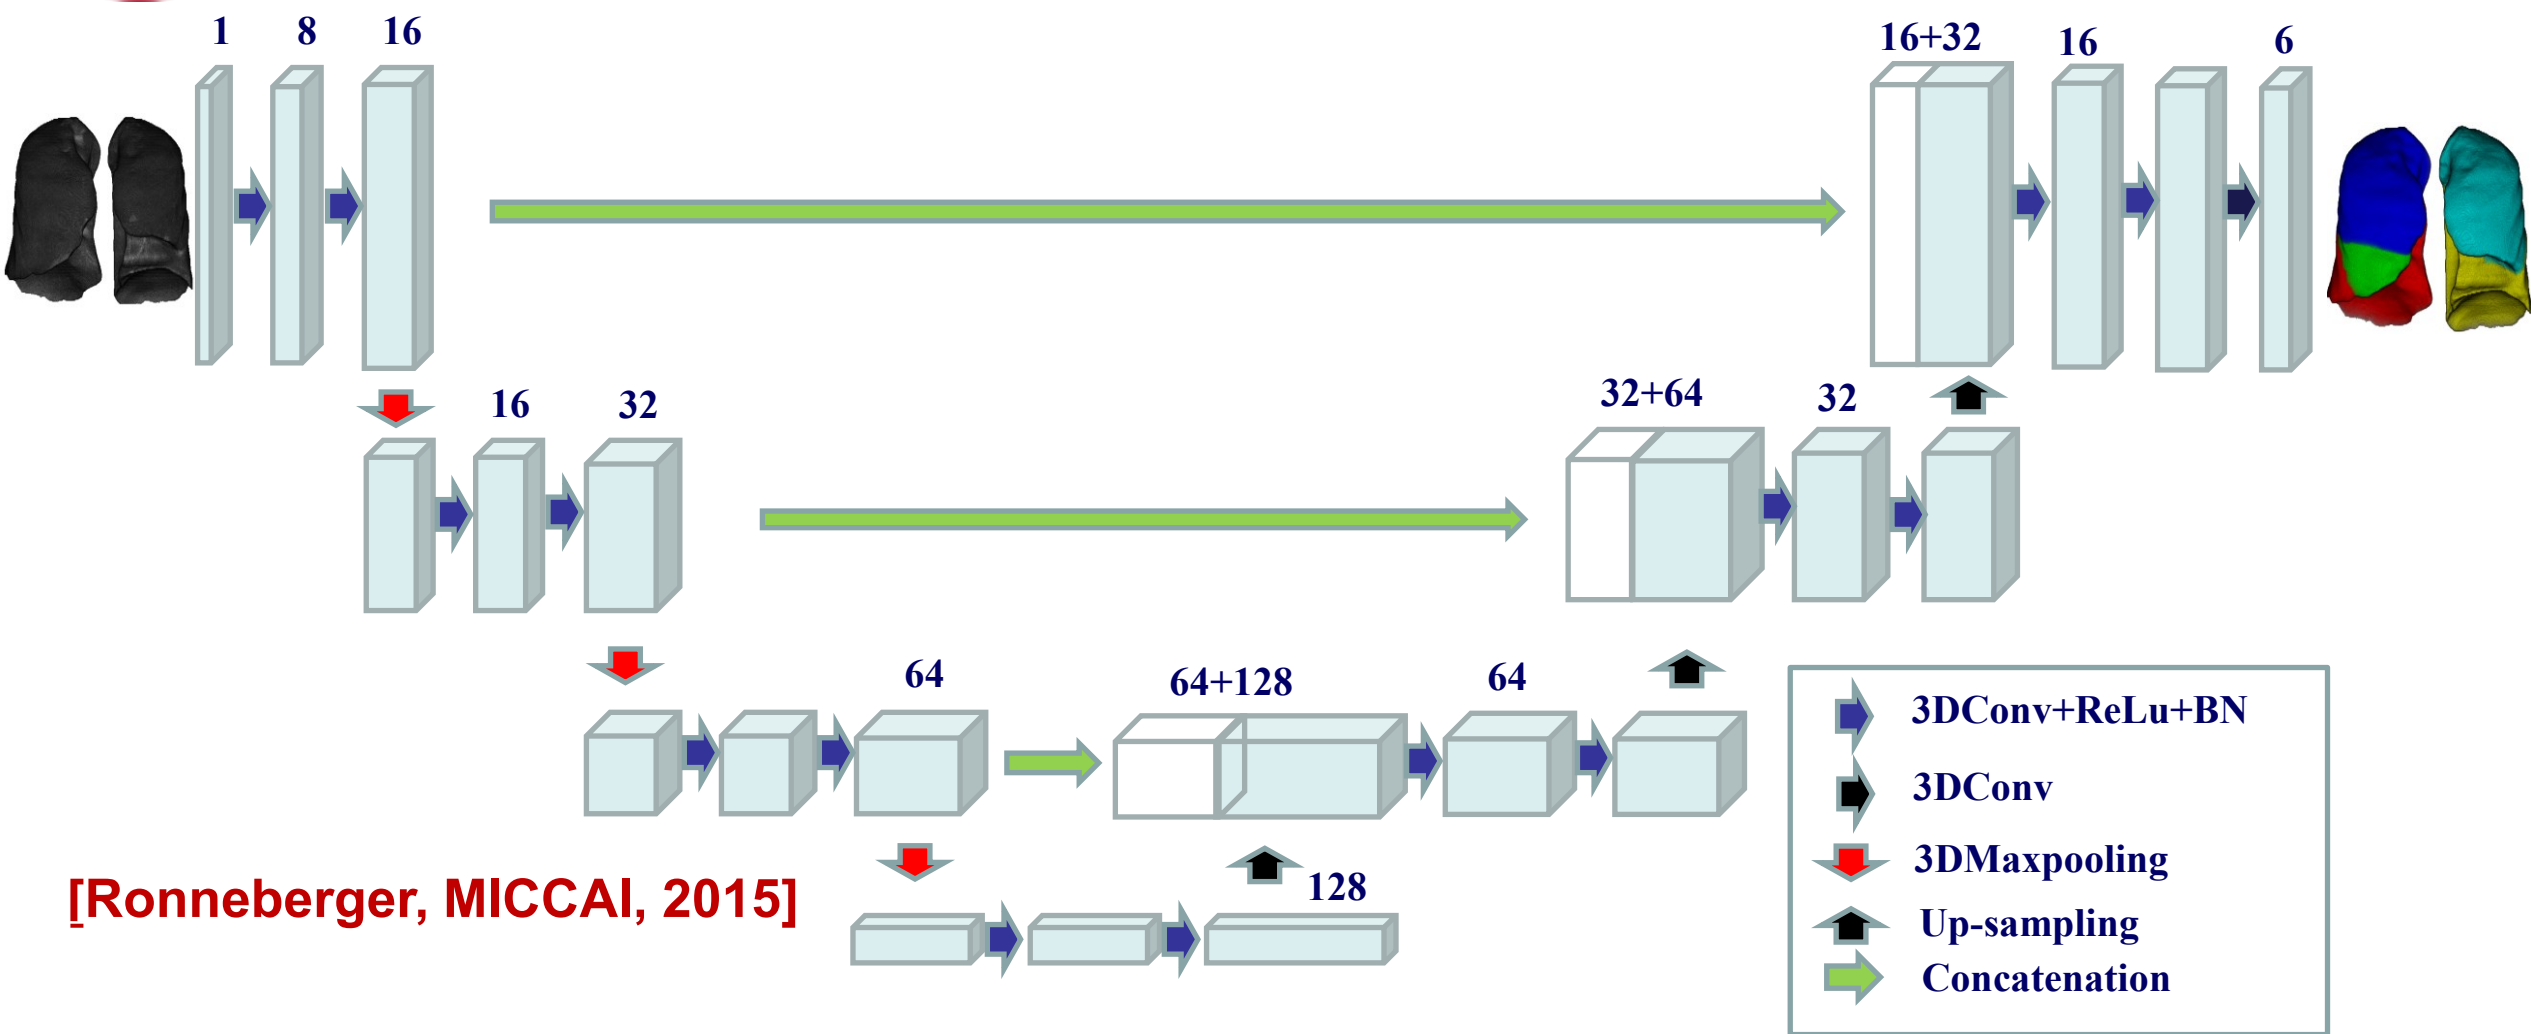 1 8 16 16+32 16 6
16 32 32+64 32
64 64+128 64
128
[Ronneberger, MICCAI, 2015]
3DConv+ReLu+BN
3DConv
3DMaxpooling
Up-sampling
Concatenation